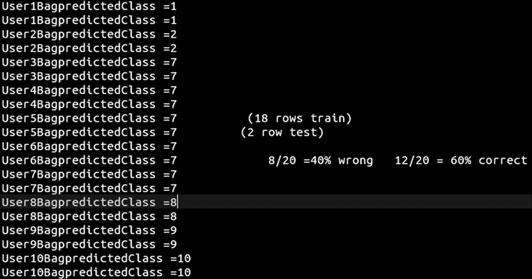 User1BagpredictedClass =1
User1BagpredictedClass =1
User2BagpredictedClass =2
User2BagpredictedClass =2
User3BagpredictedClass =7
User3BagpredictedClass =7
User4BagpredictedClass =7
User4BagpredictedClass =7
User5BagpredictedClass =7 (18 rows train)
User5BagpredictedClass =7 (2 row test)
User6BagpredictedClass =7
User6BagpredictedClass =7 8/20 =40% wrong 12/20 = 60% correct
User7BagpredictedClass =7
User7BagpredictedClass =7
User8BagpredictedClass =8
User8BagpredictedClass =8
User9BagpredictedClass =9
User9BagpredictedClass =9
User10BagpredictedClass =10
User10BagpredictedClass =10